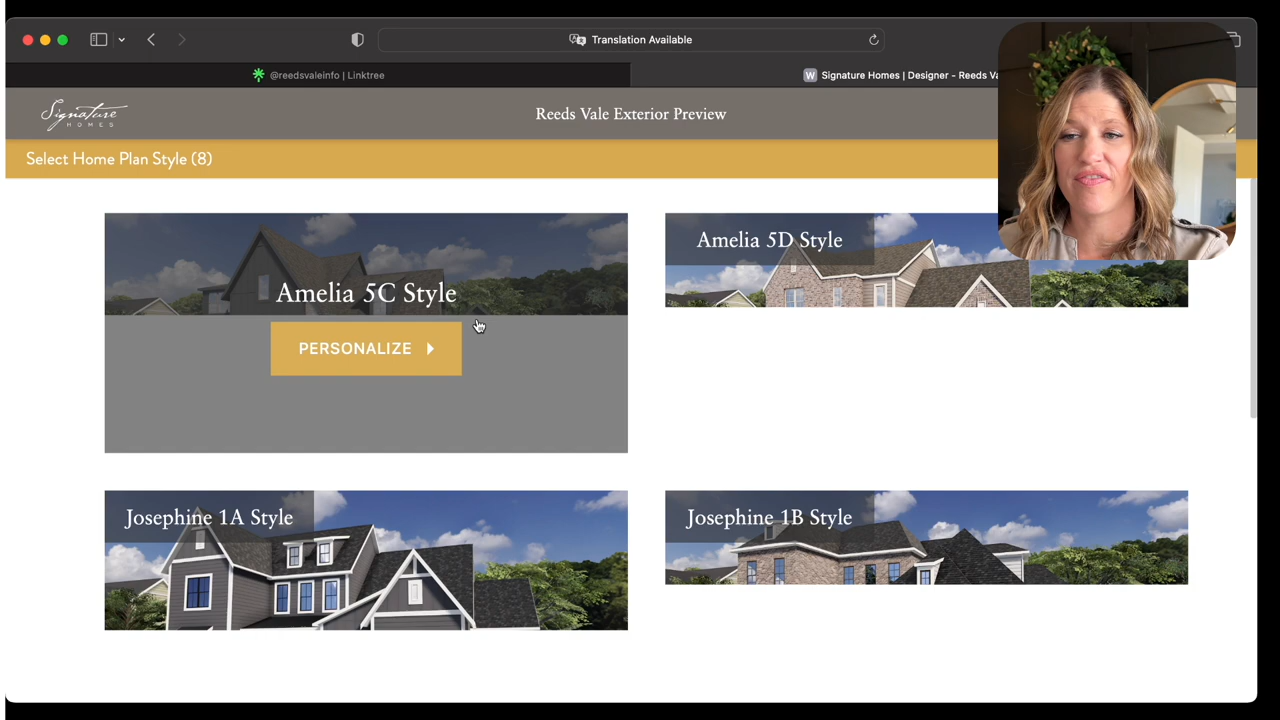 Translation Available
@reedsvaleinfo | Linktree
W Signature Homes | Designer - Reeds Va
Signature
HOMES
Reeds Vale Exterior Preview
Select Home Plan Style (8)
Amelia 5C Style
PERSONALIZE
Amelia 5D Style
Josephine 1A Style
Josephine 1B Style